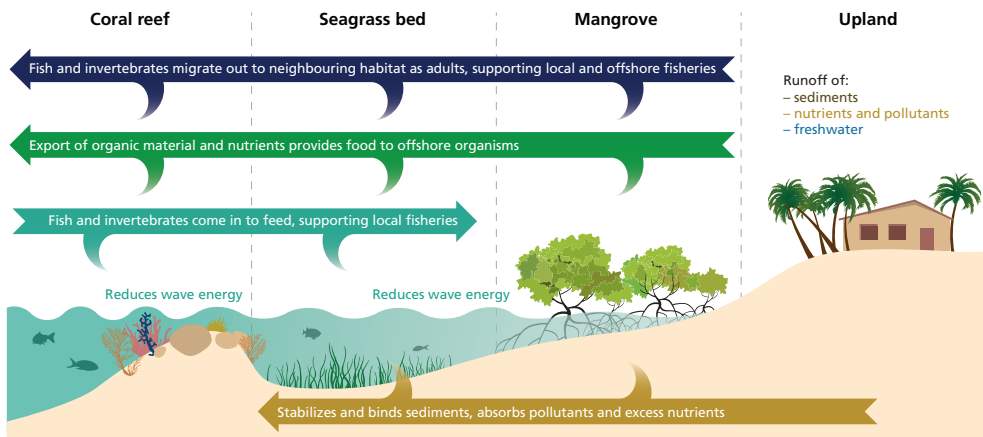 Coral reef
Seagrass bed
Mangrove
Upland
Fish and invertebrates migrate out to neighbouring habitat as adults, supporting local and offshore fisheries
Runoff of:
– sediments
– nutrients and pollutants
– freshwater
Export of organic material and nutrients provides food to offshore organisms
Fish and invertebrates come in to feed, supporting local fisheries
Reduces wave energy
Reduces wave energy
Stabilizes and binds sediments, absorbs pollutants and excess nutrients